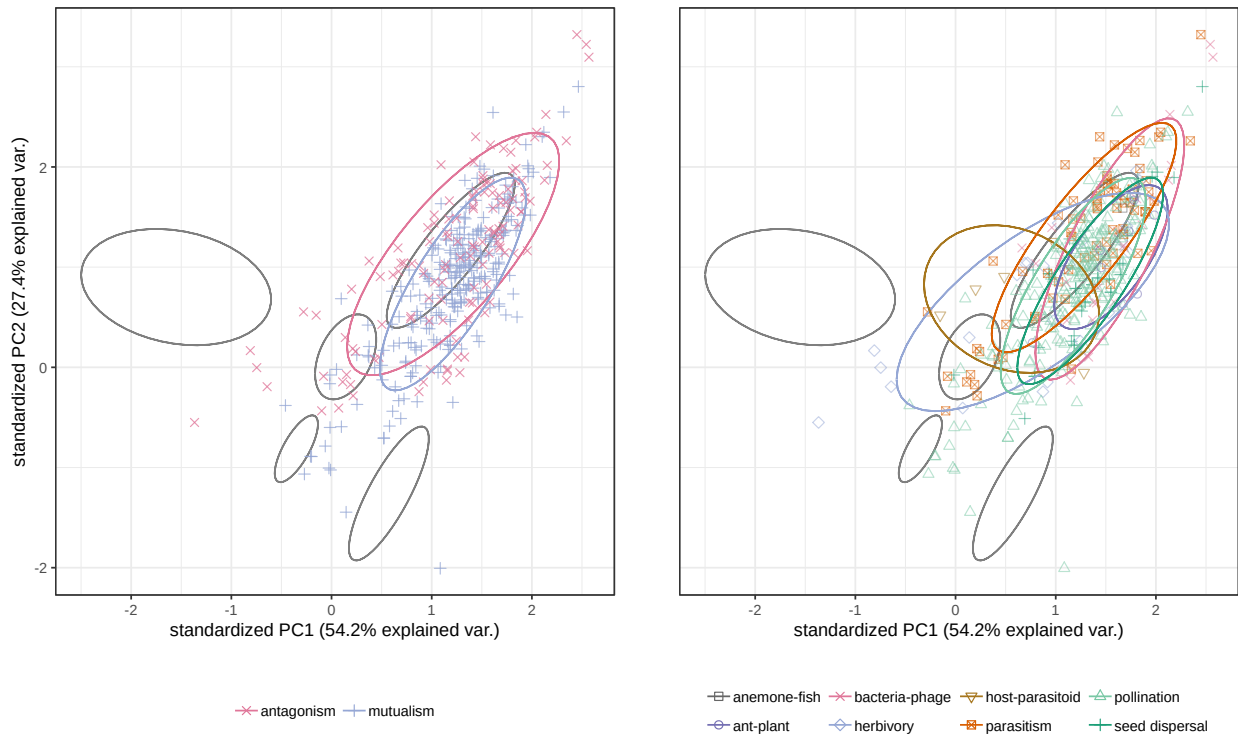 standardized PC2 (27.4% explained var.)
2
0
-2
-2 -1 0 1 2
standardized PC1 (54.2% explained var.)
antagonism mutualism
-2 -1 0 1 2
standardized PC1 (54.2% explained var.)
anemone-fish bacteria-phage host-parasitoid pollination
ant-plant herbivory parasitism seed dispersal